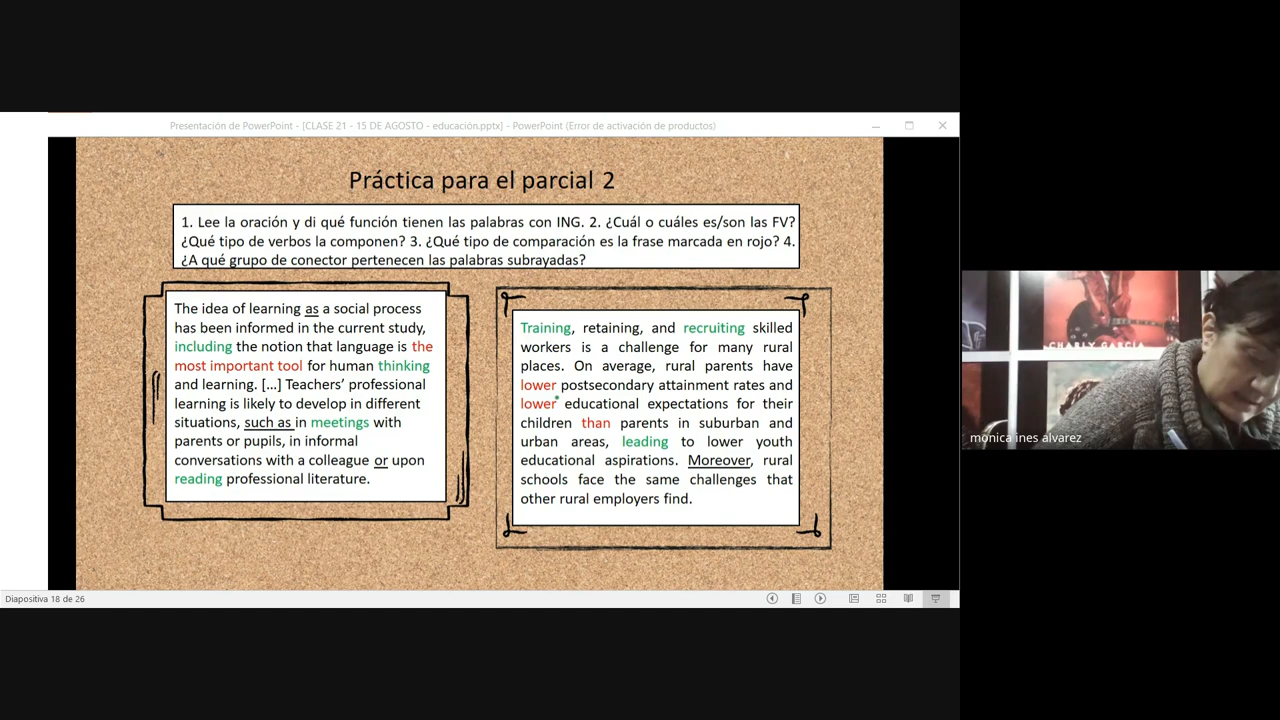 Presentación de PowerPoint - [CLASE 21 - 15 DE AGOSTO - educación.pptx] - PowerPoint (Error de activación de productos)
Práctica para el parcial 2
1. Lee la oración y di qué función tienen las palabras con ING. 2. ¿Cuál o cuáles es/son las FV?
¿Qué tipo de verbos la componen? 3. ¿Qué tipo de comparación es la frase marcada en rojo? 4.
¿A qué grupo de conector pertenecen las palabras subrayadas?
The idea of learning as a social process
has been informed in the current study,
including the notion that language is the
most important tool for human thinking
and learning. [...] Teachers' professional
learning is likely to develop in different
situations, such as in meetings with
parents or pupils, in informal
conversations with a colleague or upon
reading professional literature.
Training, retaining, and recruiting skilled
workers is a challenge for many rural
places. On average, rural parents have
lower postsecondary attainment rates and
lower educational expectations for their
children than parents in suburban and
urban areas, leading to lower youth
educational aspirations. Moreover, rural
schools face the same challenges that
other rural employers find.
CHARLY GARCIA
monica ines alvarez
Diapositiva 18 de 26